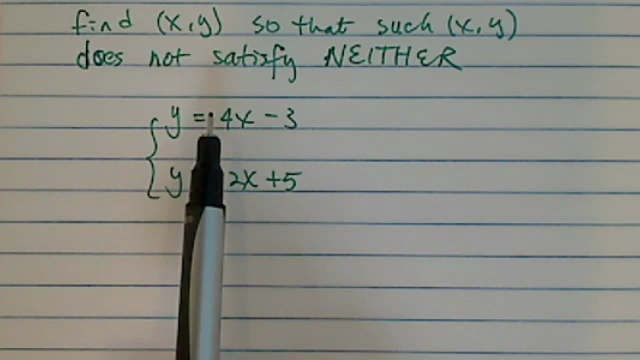 find (x,y) so that such (x,y)
does not satisfy NEITHER
y = 4x - 3
y 2x + 5